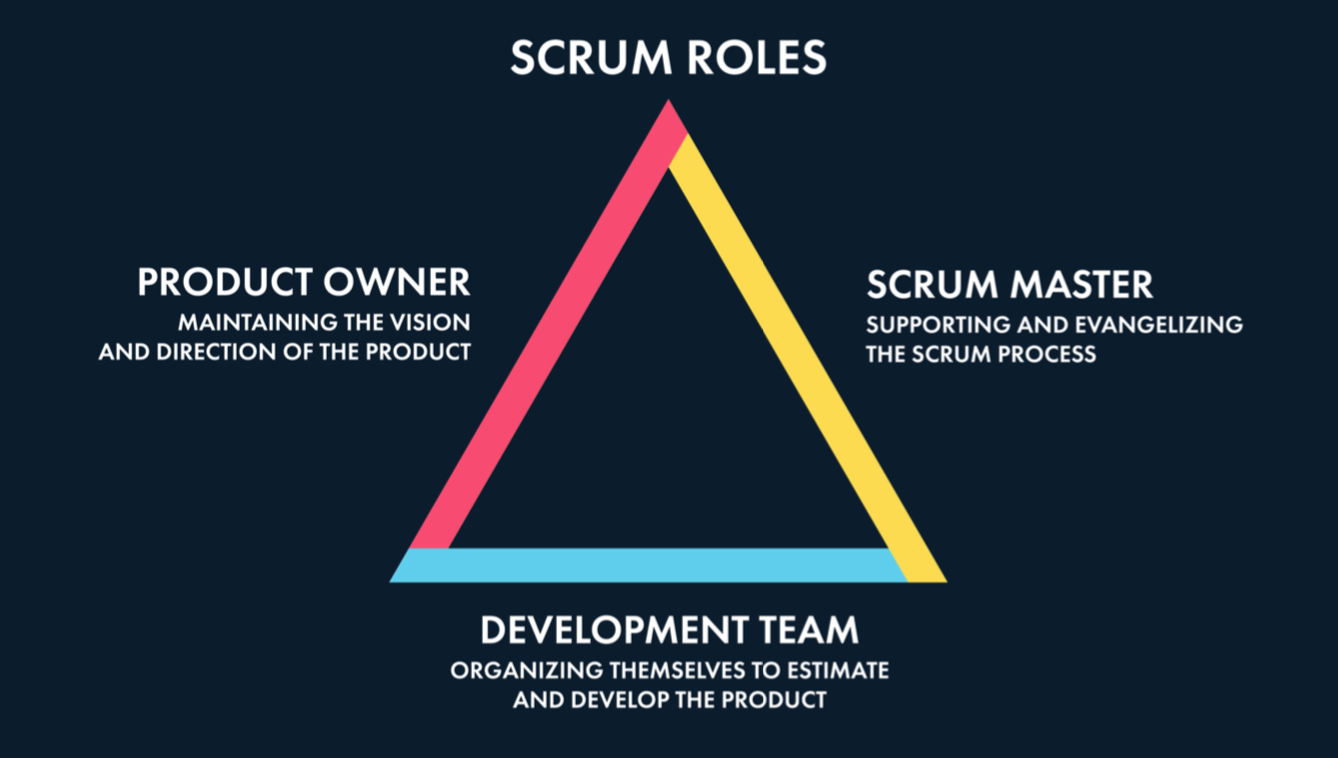 SCRUM ROLES
PRODUCT OWNER
MAINTAINING THE VISION
AND DIRECTION OF THE PRODUCT
SCRUM MASTER
SUPPORTING AND EVANGELIZING
THE SCRUM PROCESS
DEVELOPMENT TEAM
ORGANIZING THEMSELVES TO ESTIMATE
AND DEVELOP THE PRODUCT